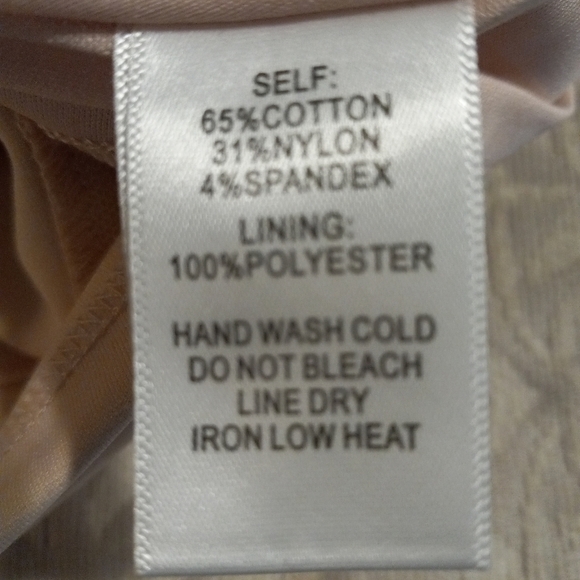 SELF:
65%COTTON
31%NYLON
4%SPANDEX
LINING:
100%POLYESTER
HAND WASH COLD
DO NOT BLEACH
LINE DRY
IRON LOW HEAT